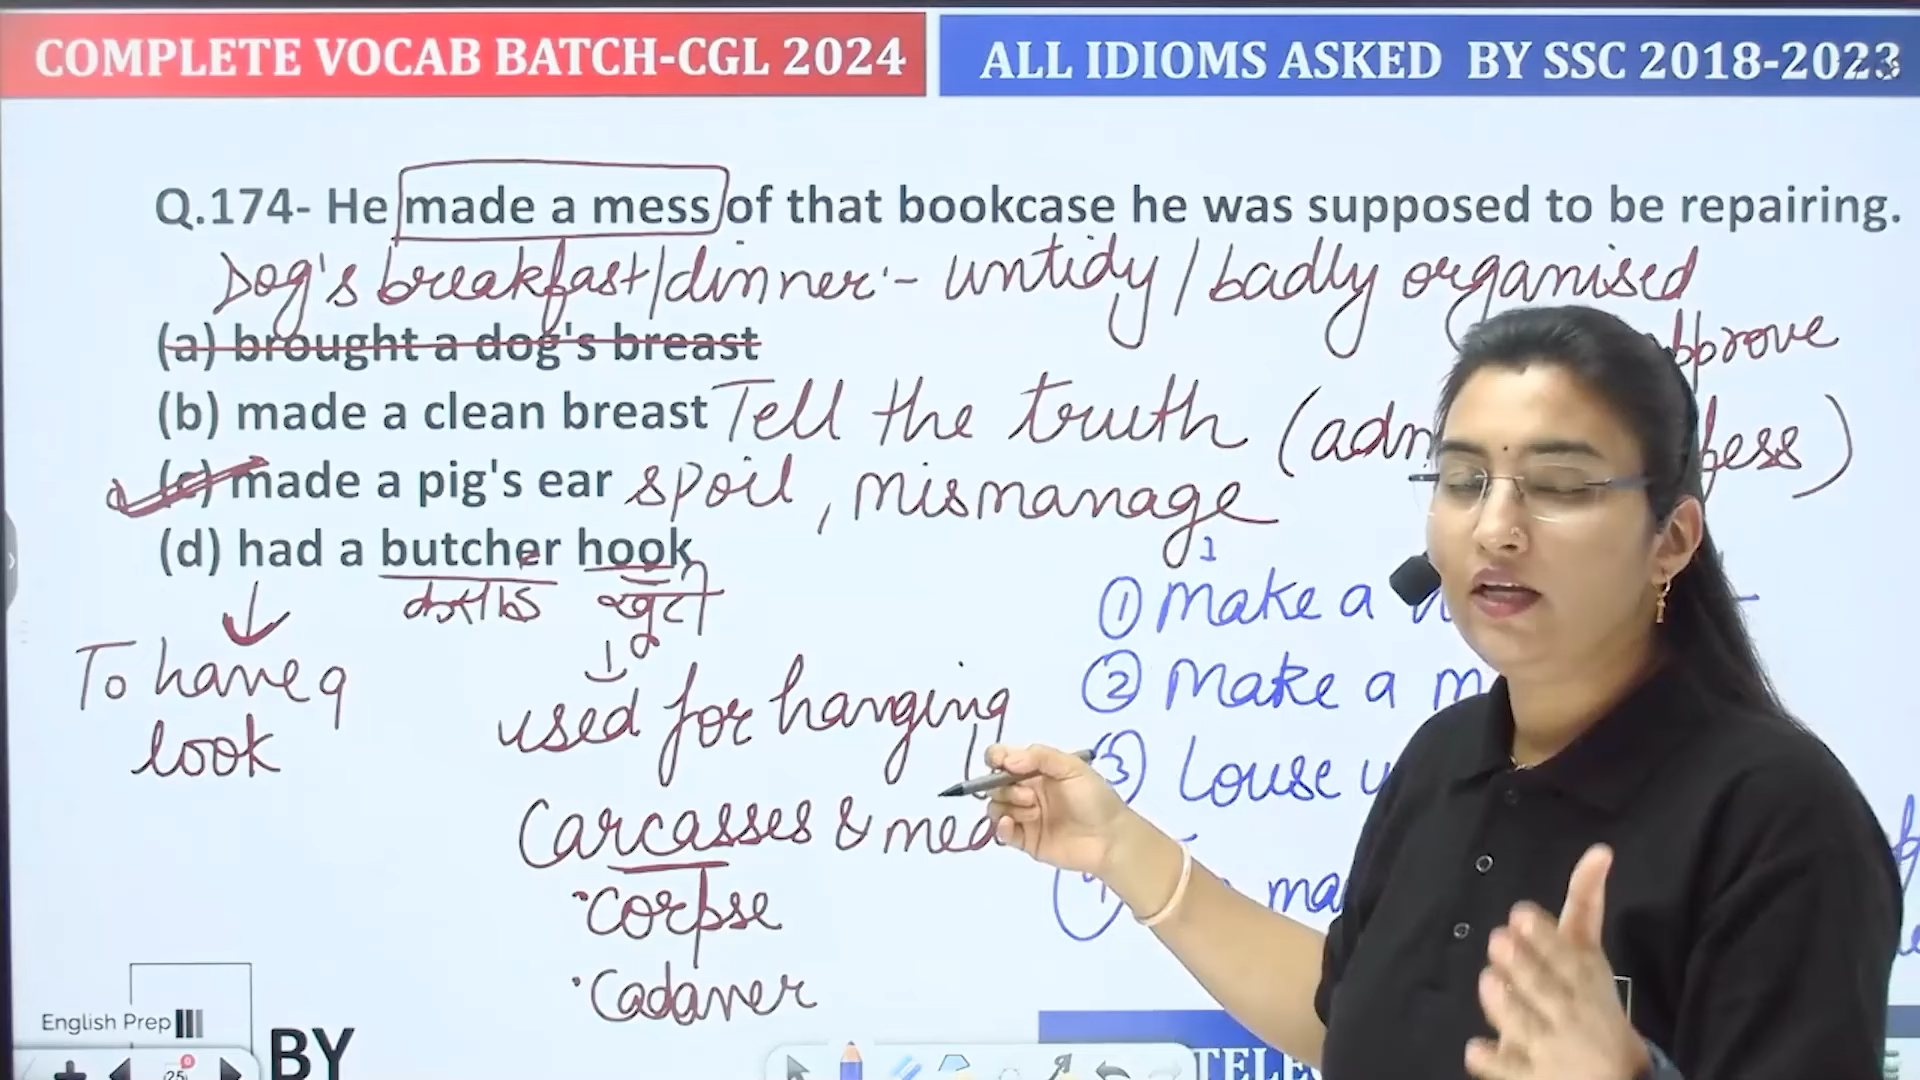 COMPLETE VOCAB BATCH-CGL 2024
ALL IDIOMS ASKED BY SSC 2018-2023
Q.174- He made a mess of that bookcase he was supposed to be repairing.
Dog's breakfast/dinner:- untidy / badly organised
(a) brought a dog's breast
(b) made a clean breast Tell the truth
(c) made a pig's ear spoil, mismanage
(d) had a butcher hook
खूंटी
To have a
look
used for hanging
Carcasses &
• Corpse
• Cadaver
① Make a
② Make a
③ Louse
English Prep
BY
25